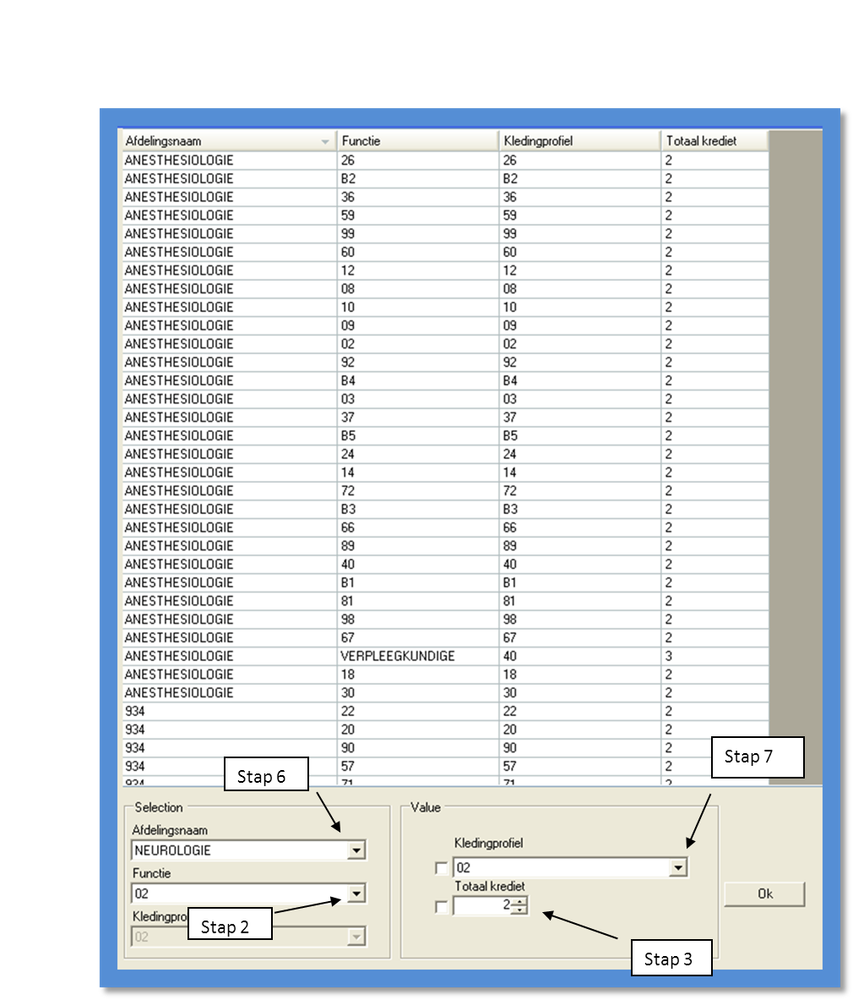 Afdelingsnaam Functie Kledingprofiel Totaal krediet
ANESTHESIOLOGIE 26 26 2
ANESTHESIOLOGIE B2 B2 2
ANESTHESIOLOGIE 36 36 2
ANESTHESIOLOGIE 59 59 2
ANESTHESIOLOGIE 99 99 2
ANESTHESIOLOGIE 60 60 2
ANESTHESIOLOGIE 12 12 2
ANESTHESIOLOGIE 08 08 2
ANESTHESIOLOGIE 10 10 2
ANESTHESIOLOGIE 09 09 2
ANESTHESIOLOGIE 02 02 2
ANESTHESIOLOGIE 92 92 2
ANESTHESIOLOGIE B4 B4 2
ANESTHESIOLOGIE 03 03 2
ANESTHESIOLOGIE 37 37 2
ANESTHESIOLOGIE B5 B5 2
ANESTHESIOLOGIE 24 24 2
ANESTHESIOLOGIE 14 14 2
ANESTHESIOLOGIE 72 72 2
ANESTHESIOLOGIE B3 B3 2
ANESTHESIOLOGIE 66 66 2
ANESTHESIOLOGIE 89 89 2
ANESTHESIOLOGIE 40 40 2
ANESTHESIOLOGIE B1 B1 2
ANESTHESIOLOGIE 81 81 2
ANESTHESIOLOGIE 98 98 2
ANESTHESIOLOGIE 67 67 2
ANESTHESIOLOGIE VERPLEEGKUNDIGE 40 3
ANESTHESIOLOGIE 18 18 2
ANESTHESIOLOGIE 30 30 2
934 22 22 2
934 20 20 2
934 90 90 2
934 57 57 2
Stap 6
Stap 7
Selection
Afdelingsnaam
NEUROLOGIE
Functie
02
Kledingpro
02
Stap 2
Value
Kledingprofiel
02
Totaal krediet
2
Ok
Stap 3